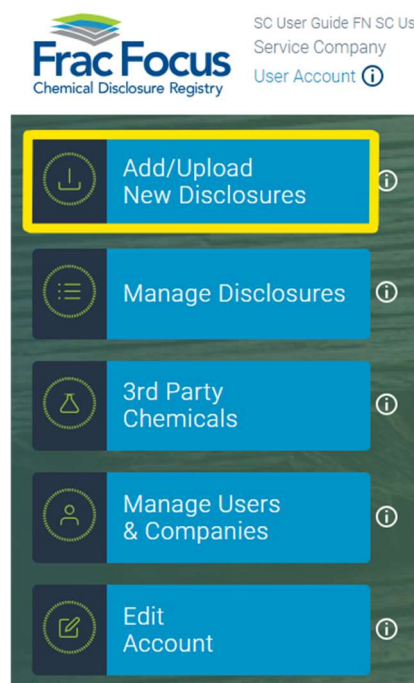 SC User Guide FN SC Us
Service Company
User Account
Frac Focus
Chemical Disclosure Registry
Add/Upload
New Disclosures
Manage Disclosures
3rd Party
Chemicals
Manage Users
& Companies
Edit
Account